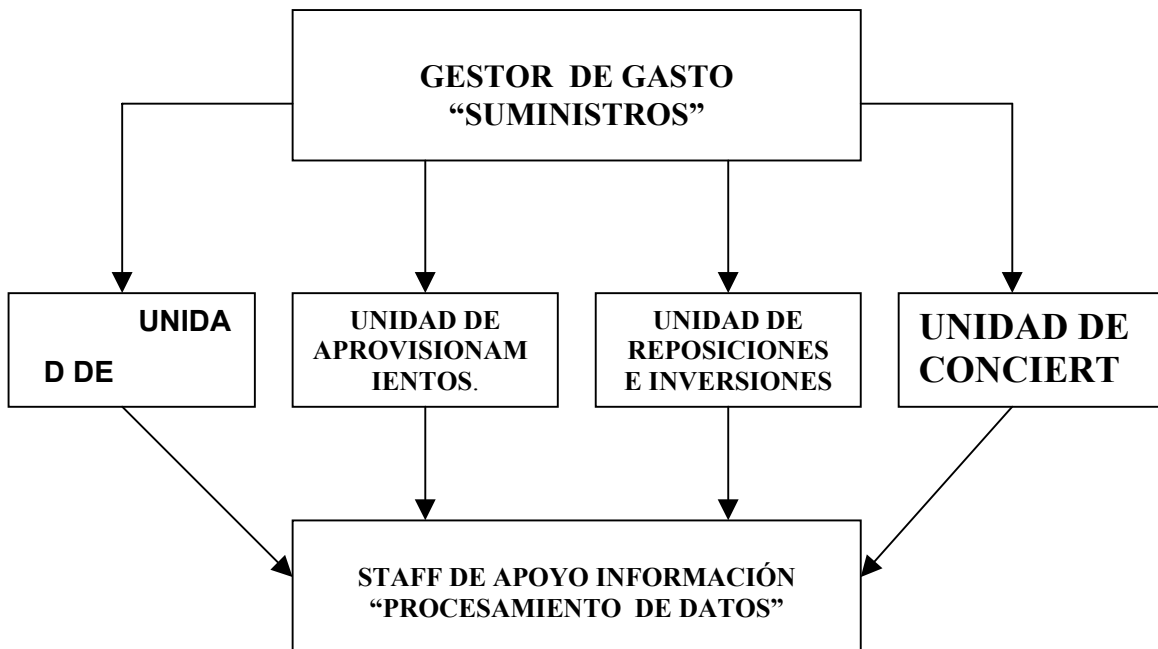 GESTOR DE GASTO
“SUMINISTROS”
UNIDA
D DE
UNIDAD DE
APROVISIONAM
IENTOS.
UNIDAD DE
REPOSICIONES
E INVERSIONES
UNIDAD DE
CONCIERT
STAFF DE APOYO INFORMACIÓN
“PROCESAMIENTO DE DATOS”